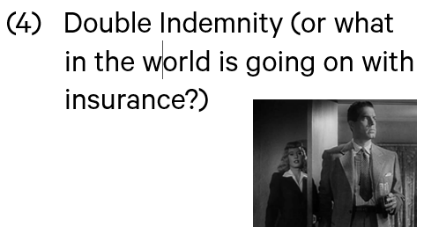 (4) Double Indemnity (or what
in the world is going on with
insurance?)